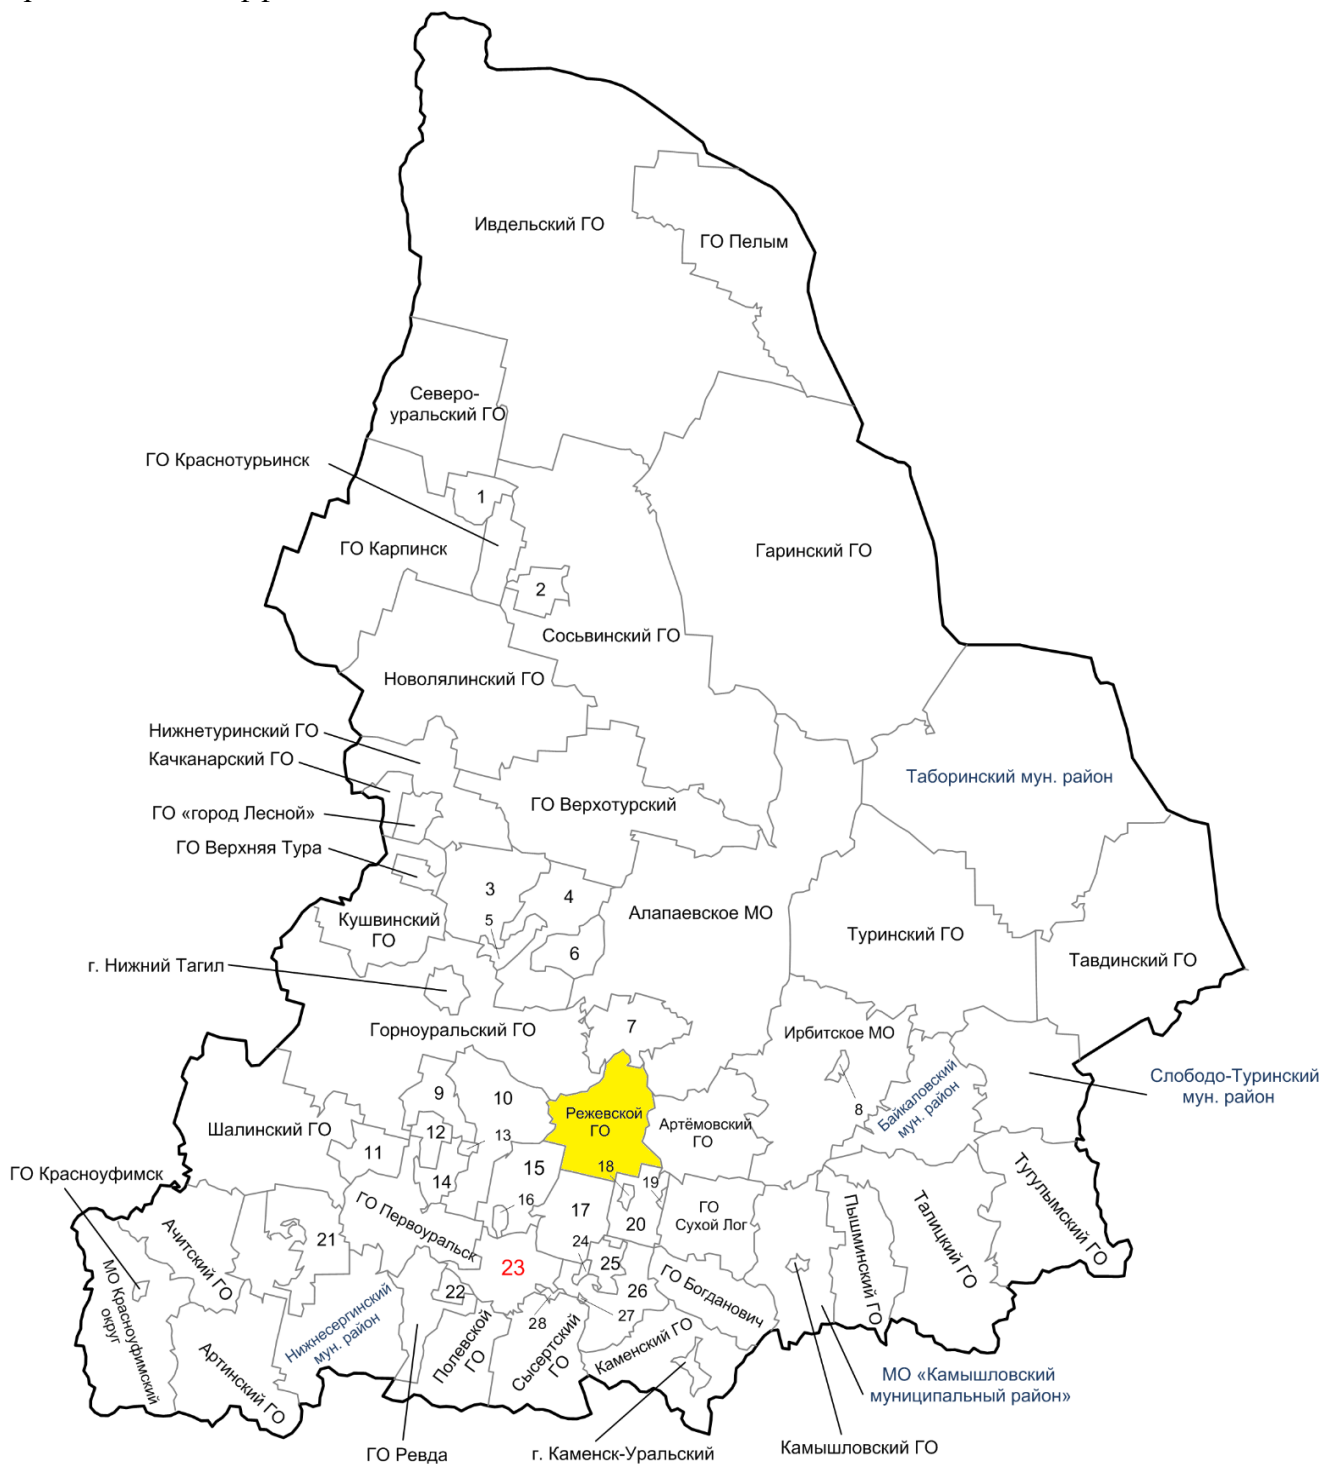 Ивдельский ГО
ГО Пелым
Северо-
уральский ГО
ГО Краснотурьинск
1
ГО Карпинск
Гаринский ГО
2
Сосьвинский ГО
Новолялинский ГО
Нижнетуринский ГО
Качканарский ГО
Таборинский мун. район
ГО «город Лесной»
ГО Верхотурский
ГО Верхняя Тура
3
4
Кушвинский
ГО
5
Алапаевское МО
Туринский ГО
6
г. Нижний Тагил
Тавдинский ГО
Горноуральский ГО
7
Ирбитское МО
Слободо-Туринский
мун. район
Байкаловский
мун. район
8
9
10
Режевской
ГО
Артёмовский
ГО
Шалинский ГО
11
12
13
14
15
16
17
18
19
20
ГО
Сухой Лог
ГО Красноуфимск
Ачитский ГО
21
ГО Первоуральск
МО Красноуфимский
округ
Артинский ГО
Нижнесергинский
мун. район
22
23
24
25
26
27
28
Полевской
ГО
Сысертский
ГО
Каменский ГО
ГО Богданович
Пышминский ГО
Талицкий ГО
Тугулымский ГО
МО «Камышловский
муниципальный район»
ГО Ревда
г. Каменск-Уральский
Камышловский ГО